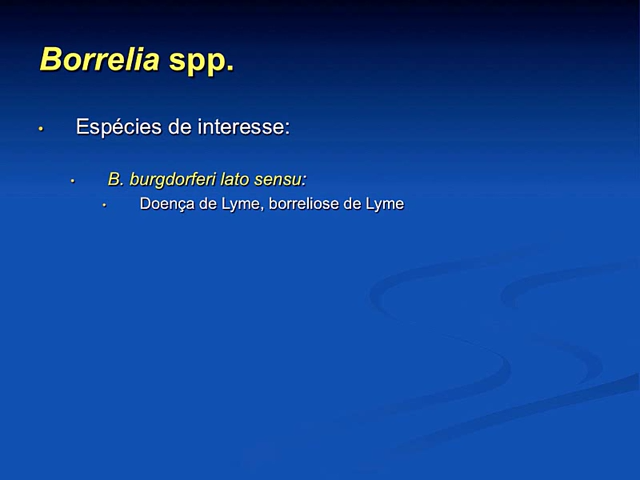 Borrelia spp.
• Espécies de interesse:
• B. burgdorferi lato sensu:
• Doença de Lyme, borreliose de Lyme